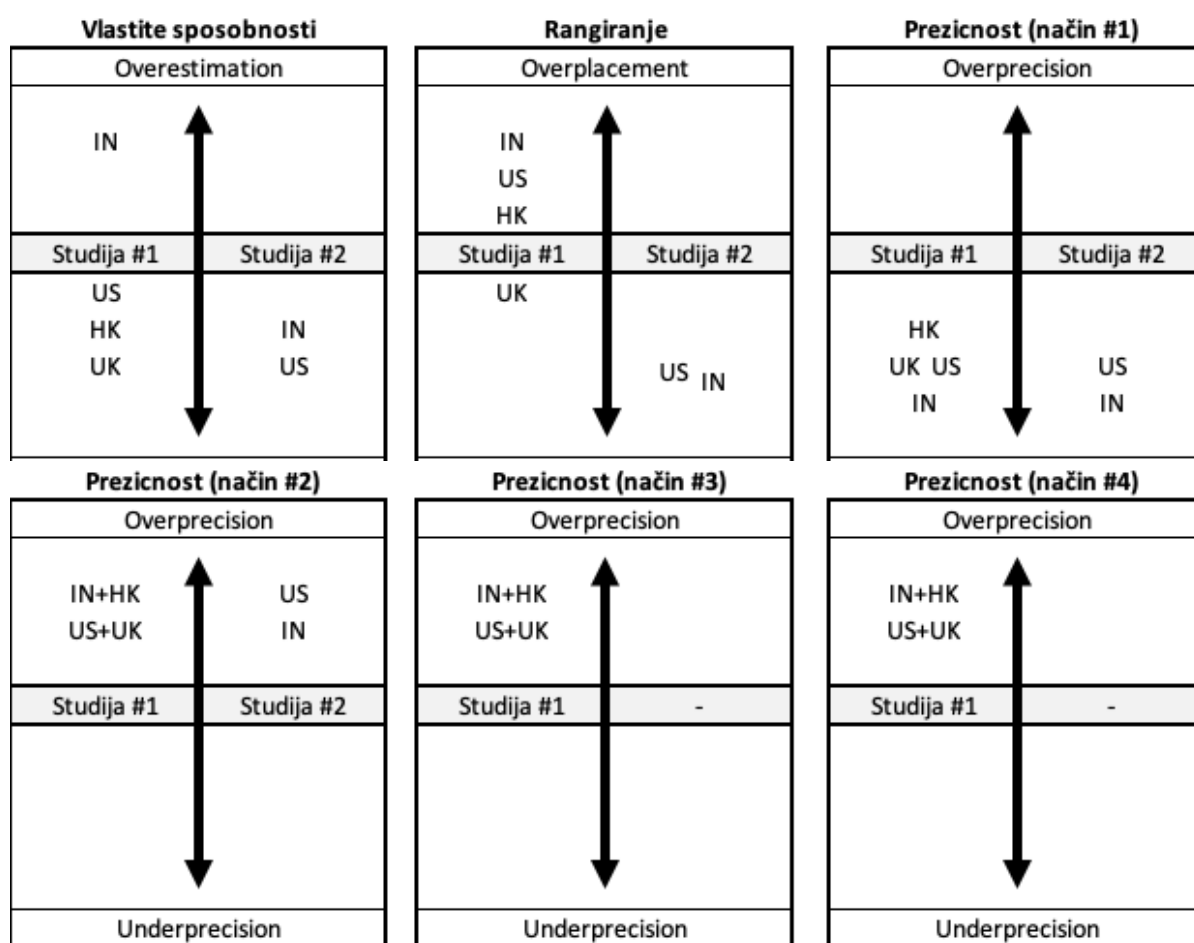 Vlastite sposobnosti
Overestimation
IN
Studija #1 Studija #2
US
HK IN
UK US
Rangiranje
Overplacement
IN
US
HK
Studija #1 Studija #2
UK
US IN
Prezicnost (način #1)
Overprecision
Studija #1 Studija #2
HK
UK US US
IN IN
Prezicnost (način #2)
Overprecision
IN+HK US
US+UK IN
Studija #1 Studija #2
Underprecision
Prezicnost (način #3)
Overprecision
IN+HK
US+UK
Studija #1 -
Underprecision
Prezicnost (način #4)
Overprecision
IN+HK
US+UK
Studija #1 -
Underprecision